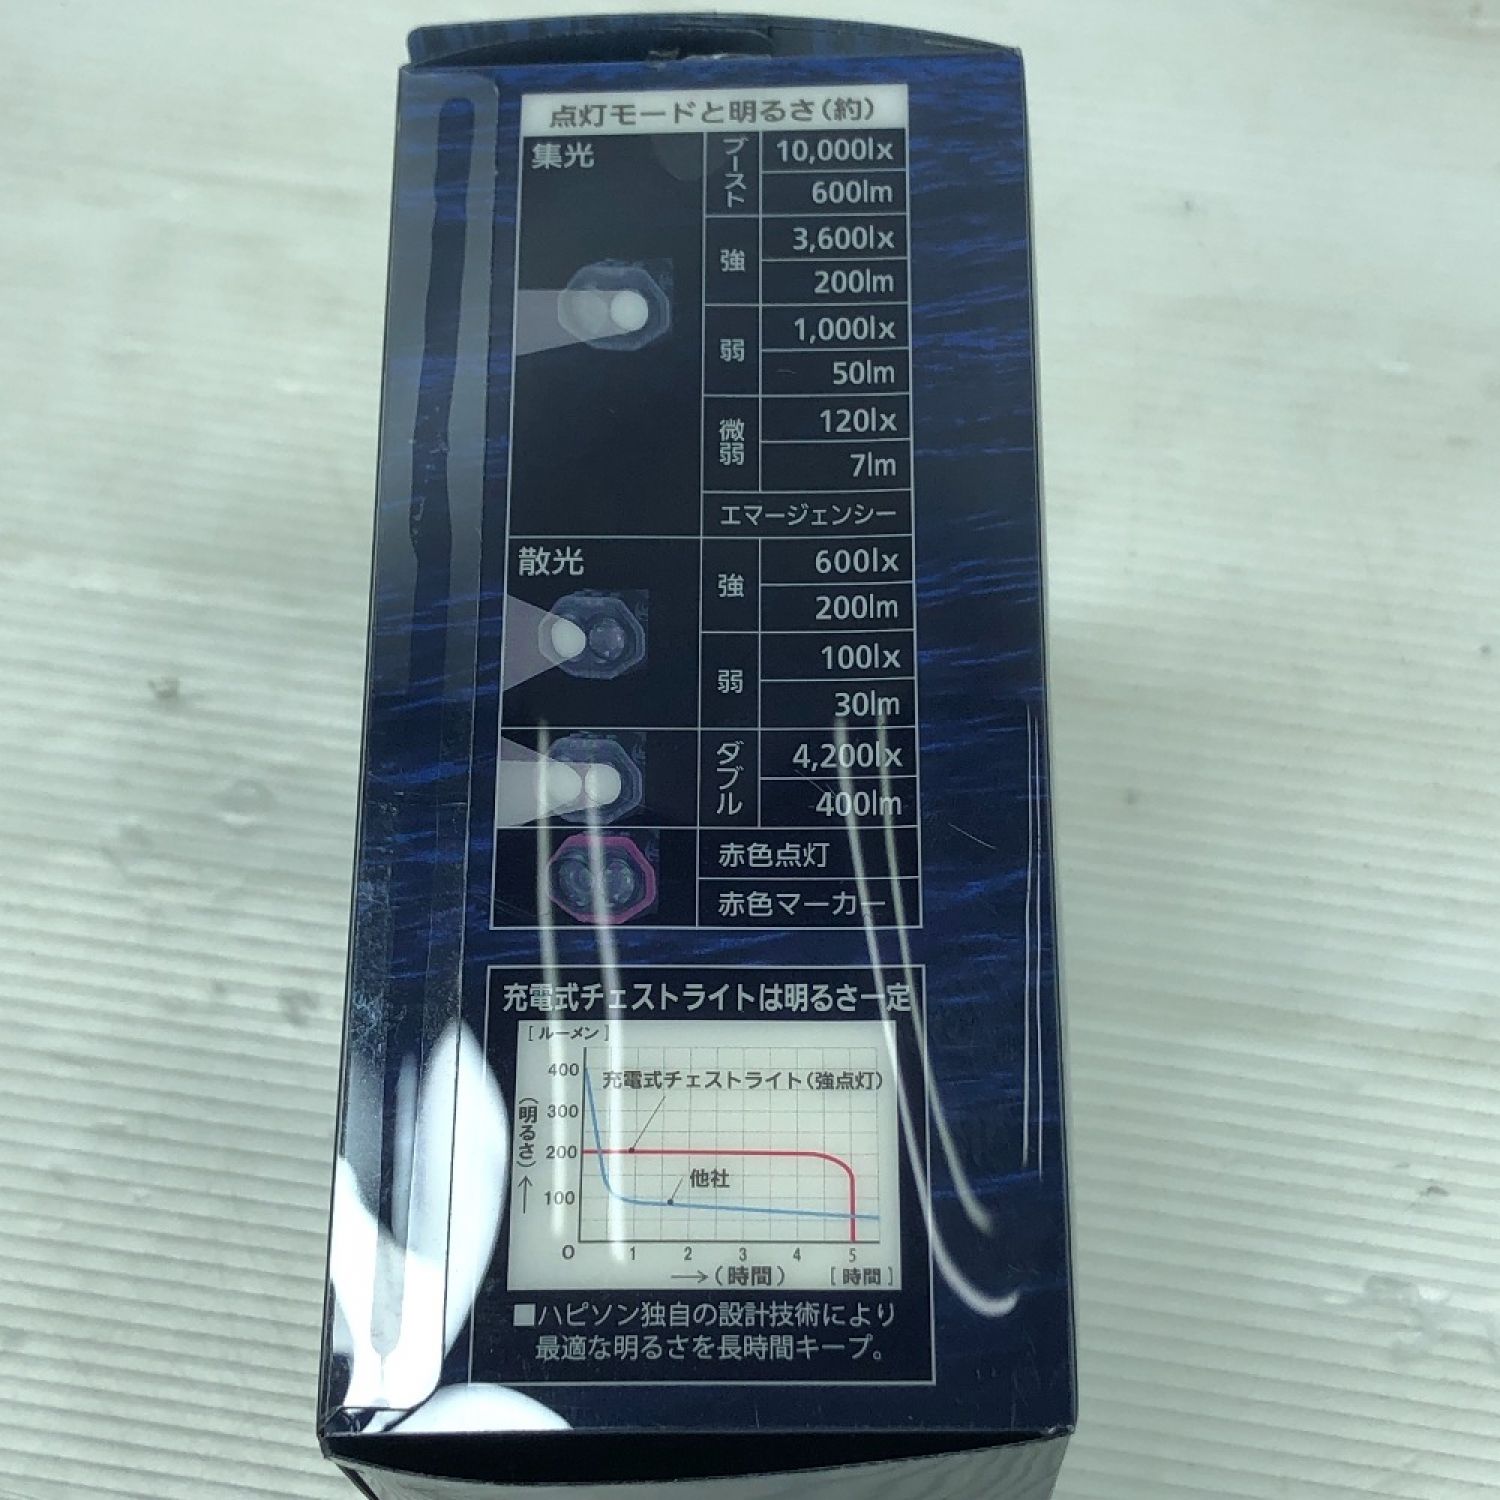 点灯モードと明るさ(約)
集光
ブースト
10,000lx
600lm
強
3,600lx
200lm
弱
1,000lx
50lm
微弱
120lx
7lm
エマージェンシー
散光
強
600lx
200lm
弱
100lx
30lm
ダブル
4,200lx
400lm
赤色点灯
赤色マーカー
充電式チェストライトは明るさ一定
[ルーメン]
400
300
200
100
0
(明るさ)→
充電式チェストライト(強点灯)
他社
1 2 3 4 5
→(時間) [時間]
■ハピソン独自の設計技術により
最適な明るさを長時間キープ。